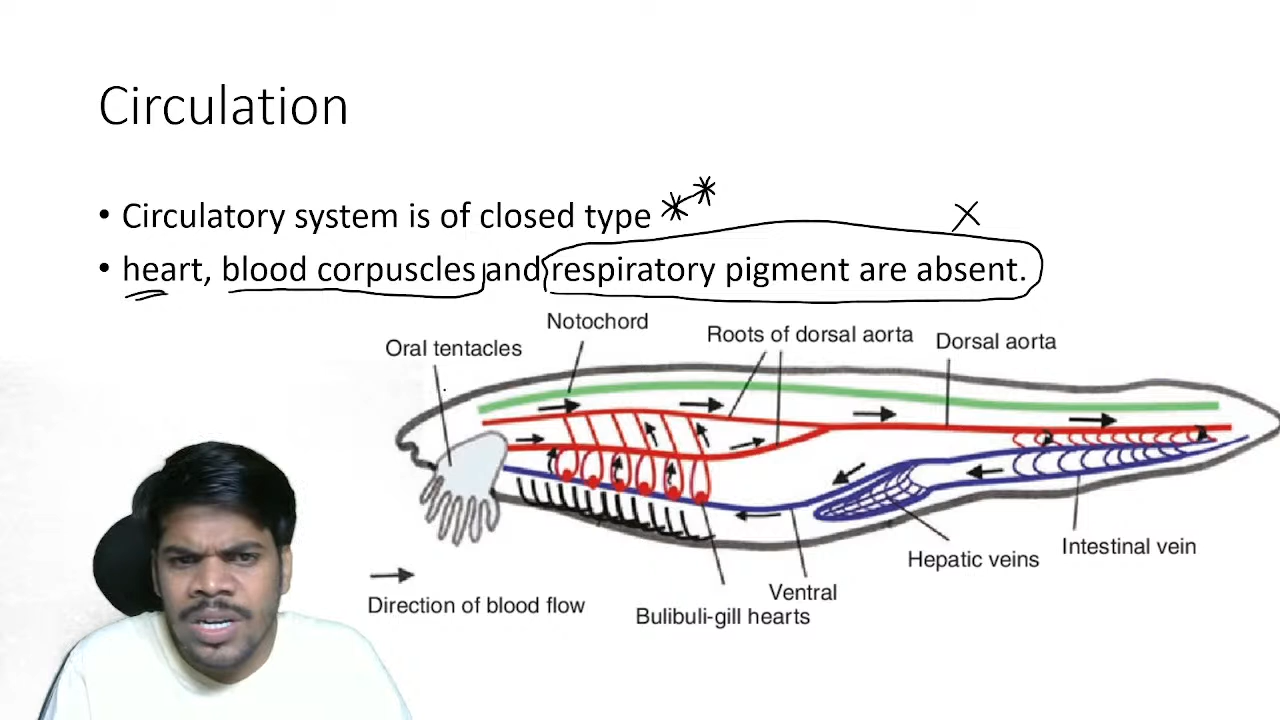 Circulation
• Circulatory system is of closed type
• heart, blood corpuscles and respiratory pigment are absent.
Notochord
Roots of dorsal aorta
Dorsal aorta
Oral tentacles
Hepatic veins
Intestinal vein
Direction of blood flow
Ventral
Bulibuli-gill hearts